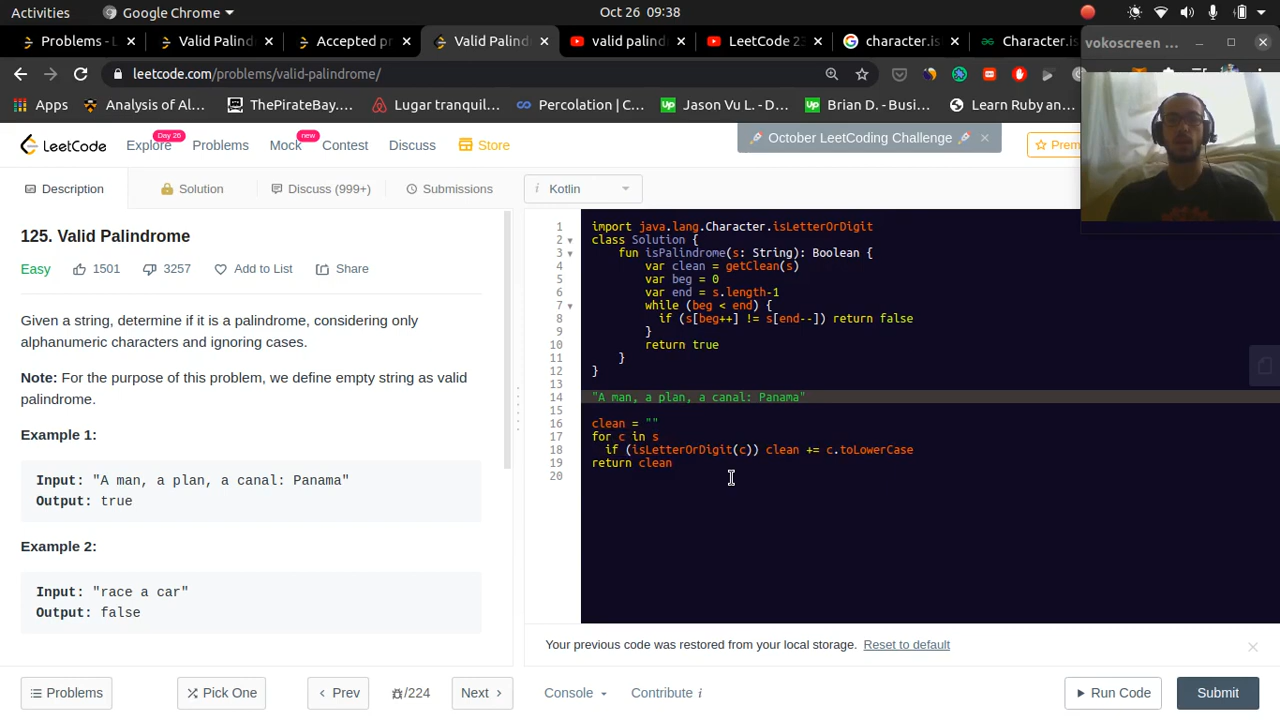 Activities
Google Chrome
Oct 26 09:38
Problems - L
Valid Palind
Accepted pr
Valid Palind
valid palind
LeetCode 23
character.is
Character.is
vokoscreen ...
leetcode.com/problems/valid-palindrome/
Apps
Analysis of Al...
ThePirateBay....
Lugar tranquil...
Percolation | C...
Jason Vu L. - D...
Brian D. - Busi...
Learn Ruby an...
LeetCode
Explore
Day 26
Problems
Mock
new
Contest
Discuss
Store
October LeetCoding Challenge
Prem
Description
Solution
Discuss (999+)
Submissions
i Kotlin
125. Valid Palindrome
Easy
1501
3257
Add to List
Share
Given a string, determine if it is a palindrome, considering only
alphanumeric characters and ignoring cases.
Note: For the purpose of this problem, we define empty string as valid
palindrome.
Example 1:
Input: "A man, a plan, a canal: Panama"
Output: true
Example 2:
Input: "race a car"
Output: false
1 import java.lang.Character.isLetterOrDigit
2 class Solution {
3 fun isPalindrome(s: String): Boolean {
4 var clean = getClean(s)
5 var beg = 0
6 var end = s.length-1
7 while (beg < end) {
8 if (s[beg++] != s[end--]) return false
9 }
10 return true
11 }
12 }
13
14 "A man, a plan, a canal: Panama"
15
16 clean = ""
17 for c in s
18 if (isLetterOrDigit(c)) clean += c.toLowerCase
19 return clean
20
Your previous code was restored from your local storage. Reset to default
Problems
Pick One
Prev
/224
Next
Console
Contribute i
Run Code
Submit